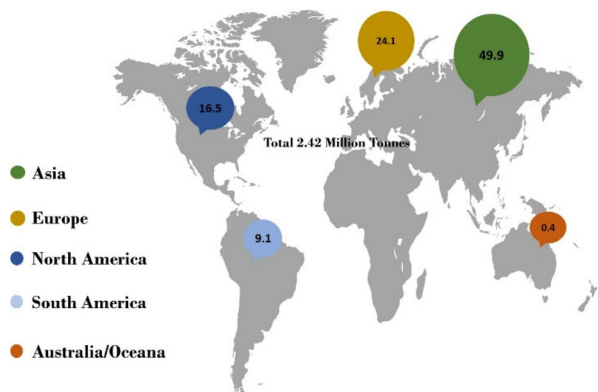 24.1
49.9
16.5
Total 2.42 Million Tonnes
Asia
Europe
9.1
0.4
North America
South America
Australia/Oceana